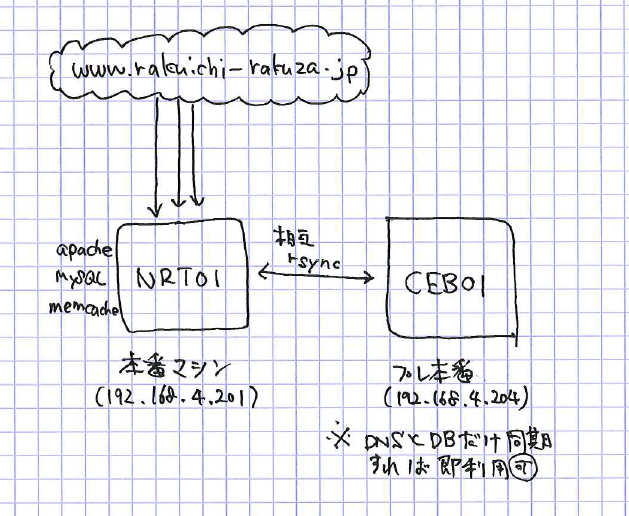 www.rakuichi-rakuza.jp
apache
MySQL
memcache
NRT01
相互
rsync
CEB01
本番マシン
(192.168.4.201)
プレ本番
(192.168.4.204)
※ DNSとDBだけ同期
すれば即利用可